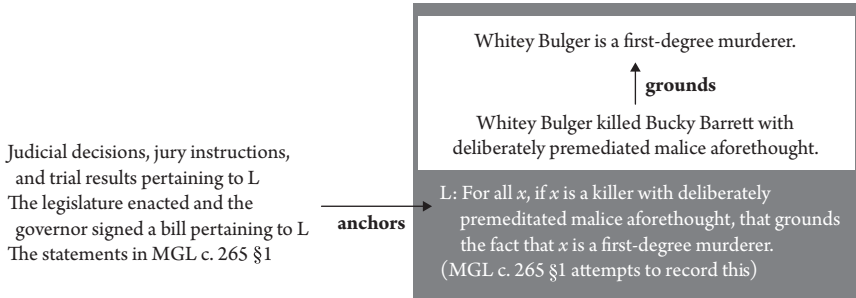 Whitey Bulger is a first-degree murderer.
grounds
Whitey Bulger killed Bucky Barrett with
deliberately premediated malice aforethought.
Judicial decisions, jury instructions,
and trial results pertaining to L
The legislature enacted and the
governor signed a bill pertaining to L
The statements in MGL c. 265 §1
anchors
L: For all x, if x is a killer with deliberately
premeditated malice aforethought, that grounds
the fact that x is a first-degree murderer.
(MGL c. 265 §1 attempts to record this)